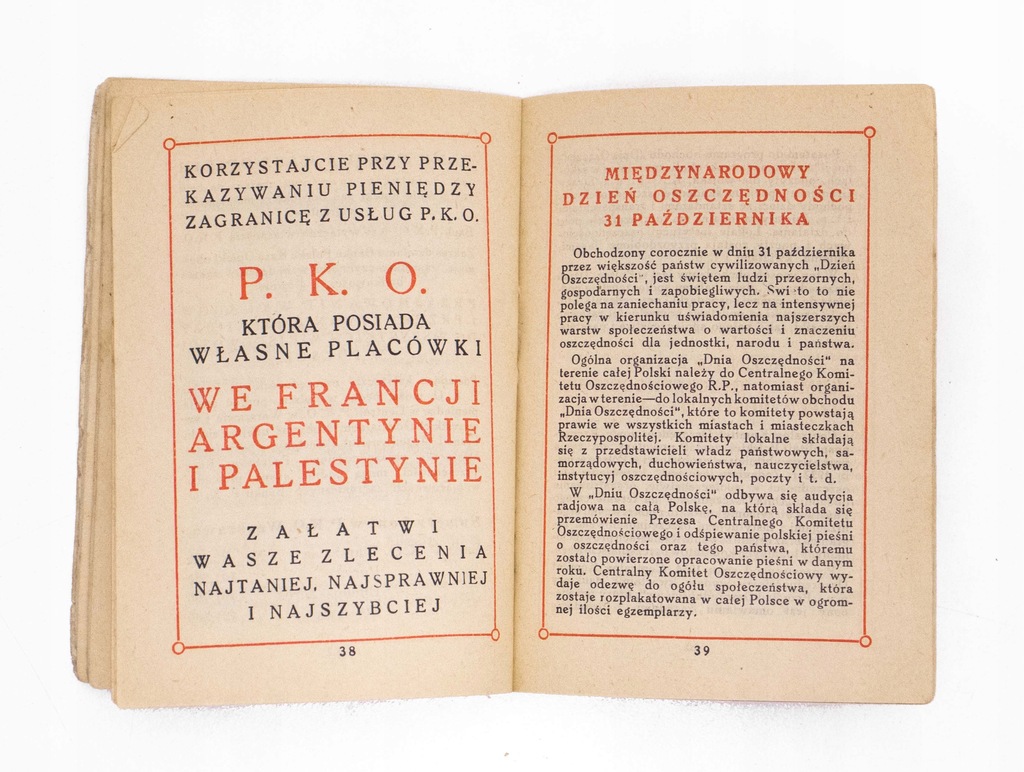 KORZYSTAJCIE PRZY PRZE-
KAZYWANIU PIENIĘDZY
ZAGRANICĘ Z USŁUG P.K.O.
P. K. O.
KTÓRA POSIADA
WŁASNE PLACÓWKI
WE FRANCJI
ARGENTYNIE
I PALESTYNIE
ZAŁATWI
WASZE ZLECENIA
NAJTANIEJ, NAJSPRAWNIEJ
I NAJSZYBCIEJ
38
MIĘDZYNARODOWY
DZIEŃ OSZCZĘDNOŚCI
31 PAŹDZIERNIKA
Obchodzony corocznie w dniu 31 października
przez większość państw cywilizowanych „Dzień
Oszczędności", jest świętem ludzi przezornych,
gospodarnych i zapobiegliwych. Świ to to nie
polega na zaniechaniu pracy, lecz na intensywnej
pracy w kierunku uświadomienia najszerszych
warstw społeczeństwa o wartości i znaczeniu
oszczędności dla jednostki, narodu i państwa.
Ogólna organizacja „Dnia Oszczędności" na
terenie całej Polski należy do Centralnego Komi-
tetu Oszczędnościowego R.P., natomiast organi-
zacja w terenie—do lokalnych komitetów obchodu
„Dnia Oszczędności", które to komitety powstają
prawie we wszystkich miastach i miasteczkach
Rzeczypospolitej. Komitety lokalne składają
się z przedstawicieli władz państwowych, sa-
morządowych, duchowieństwa, nauczycielstwa,
instytucyj oszczędnościowych, poczty i t. d.
W „Dniu Oszczędności" odbywa się audycja
radjowa na całą Polskę, na którą składa się
przemówienie Prezesa Centralnego Komitetu
Oszczędnościowego i odśpiewanie polskiej pieśni
o oszczędności oraz tego państwa, któremu
zostało powierzone opracowanie pieśni w danym
roku. Centralny Komitet Oszczędnościowy wy-
daje odezwę do ogółu społeczeństwa, która
zostaje rozplakatowana w całej Polsce w ogrom-
nej ilości egzemplarzy.
39